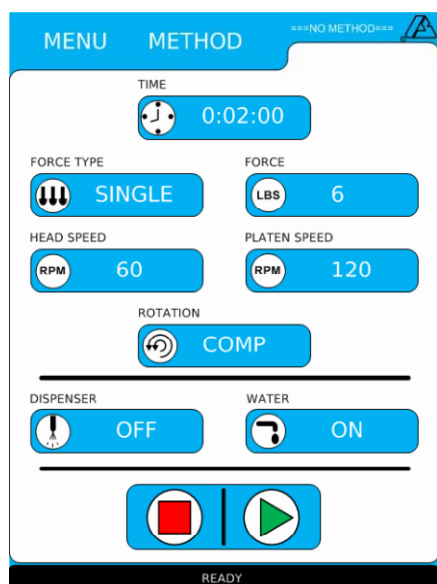 MENU METHOD ===NO METHOD===
TIME
0:02:00
FORCE TYPE FORCE
SINGLE LBS 6
HEAD SPEED PLATEN SPEED
RPM 60 RPM 120
ROTATION
COMP
DISPENSER WATER
OFF ON
READY